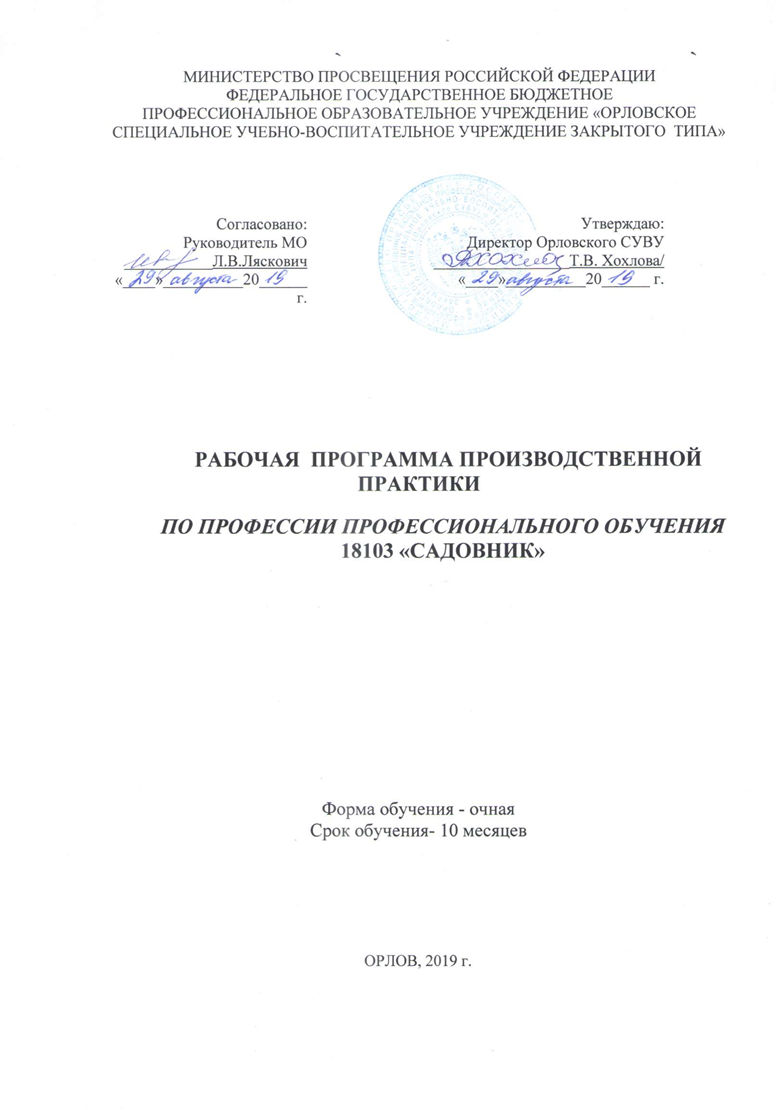 МИНИСТЕРСТВО ПРОСВЕЩЕНИЯ РОССИЙСКОЙ ФЕДЕРАЦИИ
ФЕДЕРАЛЬНОЕ ГОСУДАРСТВЕННОЕ БЮДЖЕТНОЕ
ПРОФЕССИОНАЛЬНОЕ ОБРАЗОВАТЕЛЬНОЕ УЧРЕЖДЕНИЕ «ОРЛОВСКОЕ
СПЕЦИАЛЬНОЕ УЧЕБНО-ВОСПИТАТЕЛЬНОЕ УЧРЕЖДЕНИЕ ЗАКРЫТОГО ТИПА»
Согласовано:
Руководитель МО
Л.В.Ляскович
«29» августа 2019
г.
Утверждаю:
Директор Орловского СУВУ
Т.В. Хохлова/
«29» августа 2019 г.
РАБОЧАЯ ПРОГРАММА ПРОИЗВОДСТВЕННОЙ
ПРАКТИКИ
ПО ПРОФЕССИИ ПРОФЕССИОНАЛЬНОГО ОБУЧЕНИЯ
18103 «САДОВНИК»
Форма обучения - очная
Срок обучения- 10 месяцев
ОРЛОВ, 2019 г.